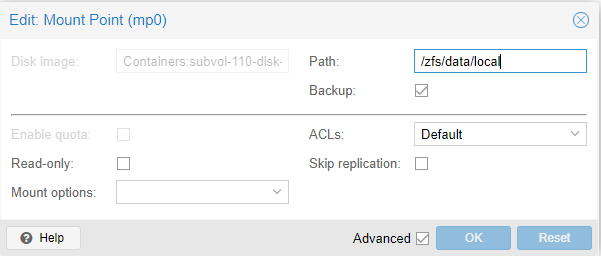 Edit: Mount Point (mp0)
Disk image: Containers:subvol-110-disk- Path: /zfs/data/local
Backup:
Enable quota: ACLs: Default
Read-only: Skip replication:
Mount options:
Help Advanced OK Reset